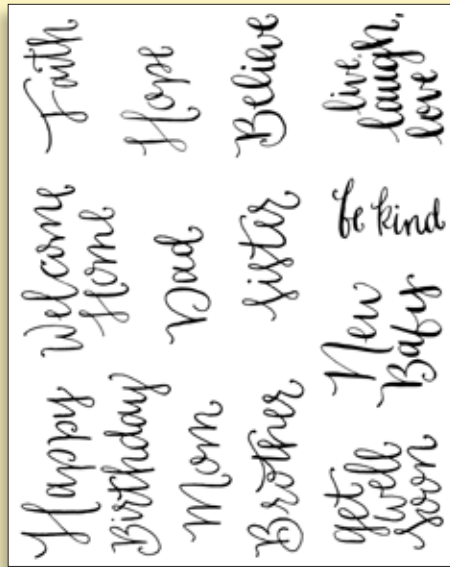 Happy
Birthday
Welcome
Home
Faith
Mom
Dad
Hope
Brother
sister
Believe
get
well
soon
New
Baby
be kind
live.
laugh.
love